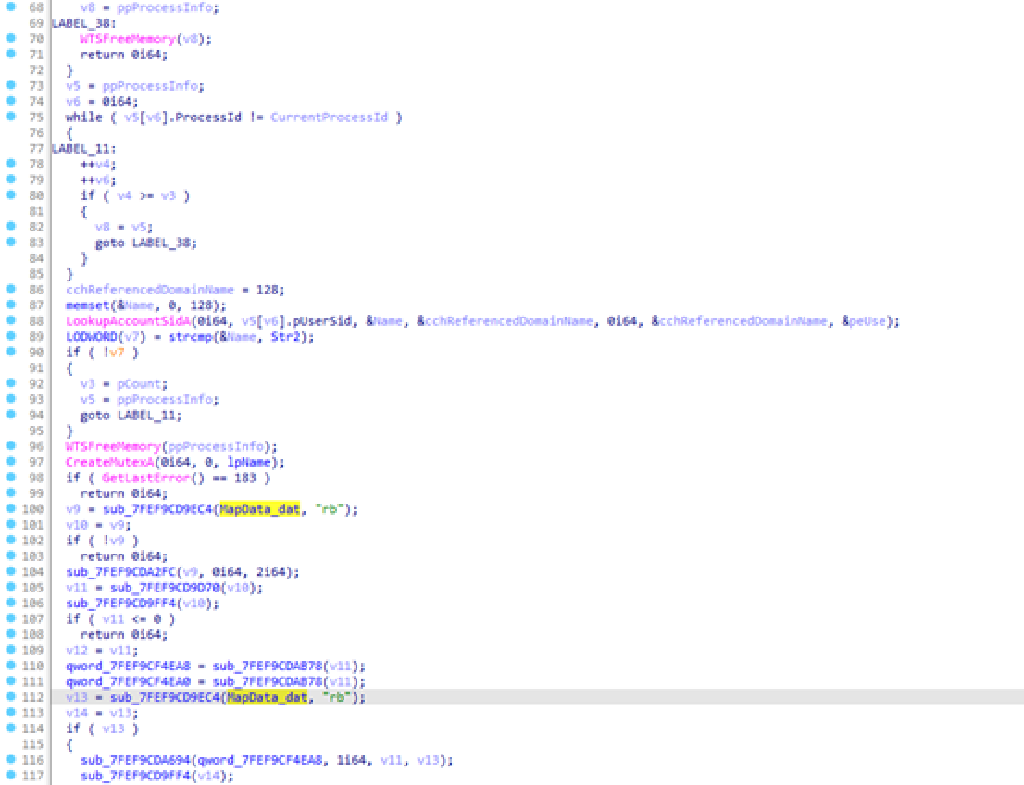 68 v8 = ppProcessInfo;
69 LABEL_38:
70 WTSFreeMemory(v8);
71 return 0i64;
72 }
73 v5 = ppProcessInfo;
74 v6 = 0i64;
75 while ( v5[v6].ProcessId != CurrentProcessId )
76 {
77 LABEL_11:
78 ++v4;
79 ++v6;
80 if ( v4 >= v3 )
81 {
82 v8 = v5;
83 goto LABEL_38;
84 }
85 }
86 cchReferencedDomainName = 128;
87 memset(&Name, 0, 128);
88 LookupAccountSidA(0i64, v5[v6].pUserSid, &Name, &cchReferencedDomainName, 0i64, &cchReferencedDomainName, &peUse);
89 LODWORD(v7) = strcmp(&Name, Str2);
90 if ( !v7 )
91 {
92 v3 = pCount;
93 v5 = ppProcessInfo;
94 goto LABEL_11;
95 }
96 WTSFreeMemory(ppProcessInfo);
97 CreateMutexA(0i64, 0, lpName);
98 if ( GetLastError() == 183 )
99 return 0i64;
100 v9 = sub_7FEF9CD9EC4(MapData_dat, "rb");
101 v10 = v9;
102 if ( !v9 )
103 return 0i64;
104 sub_7FEF9CDA2FC(v9, 0i64, 2i64);
105 v11 = sub_7FEF9CD9D70(v10);
106 sub_7FEF9CD9FF4(v10);
107 if ( v11 <= 0 )
108 return 0i64;
109 v12 = v11;
110 qword_7FEF9CF4EA8 = sub_7FEF9CDAB78(v11);
111 qword_7FEF9CF4EA0 = sub_7FEF9CDAB78(v11);
112 v13 = sub_7FEF9CD9EC4(MapData_dat, "rb");
113 v14 = v13;
114 if ( v13 )
115 {
116 sub_7FEF9CDA694(qword_7FEF9CF4EA8, 1i64, v11, v13);
117 sub_7FEF9CD9FF4(v14);